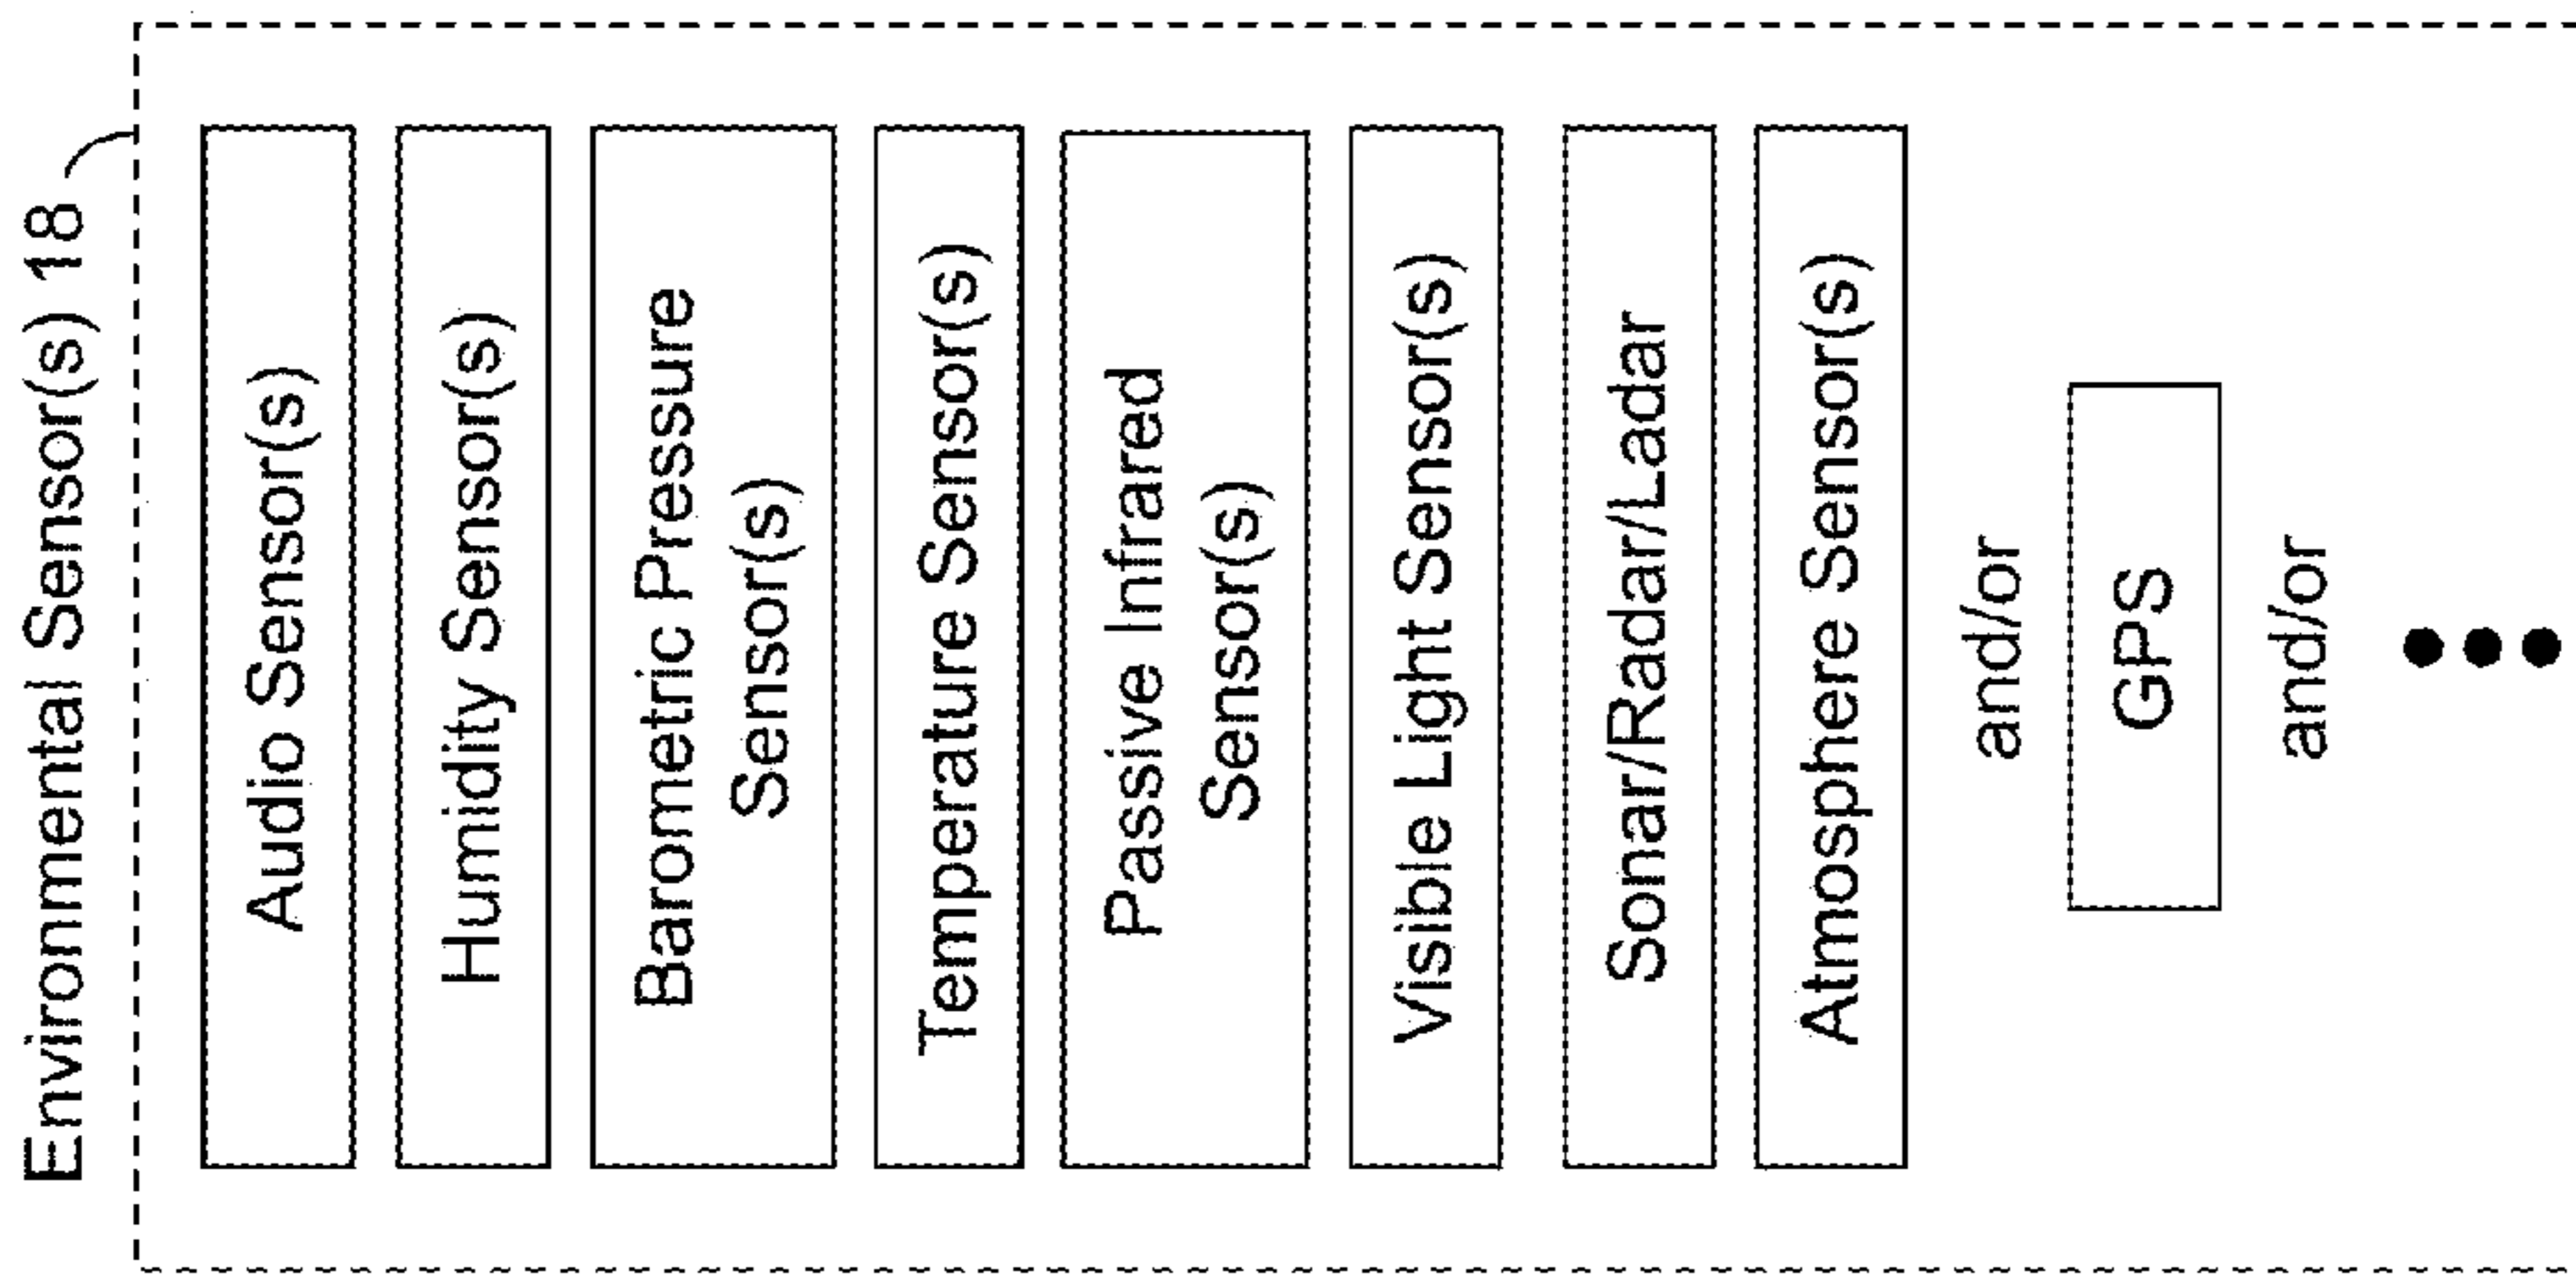 Environmental Sensor(s) 18
Audio Sensor(s)
Humidity Sensor(s)
Barometric Pressure
Sensor(s)
Temperature Sensor(s)
Passive Infrared
Sensor(s)
Visible Light Sensor(s)
Sonar/Radar/Ladar
Atmosphere Sensor(s)
and/or
GPS
and/or